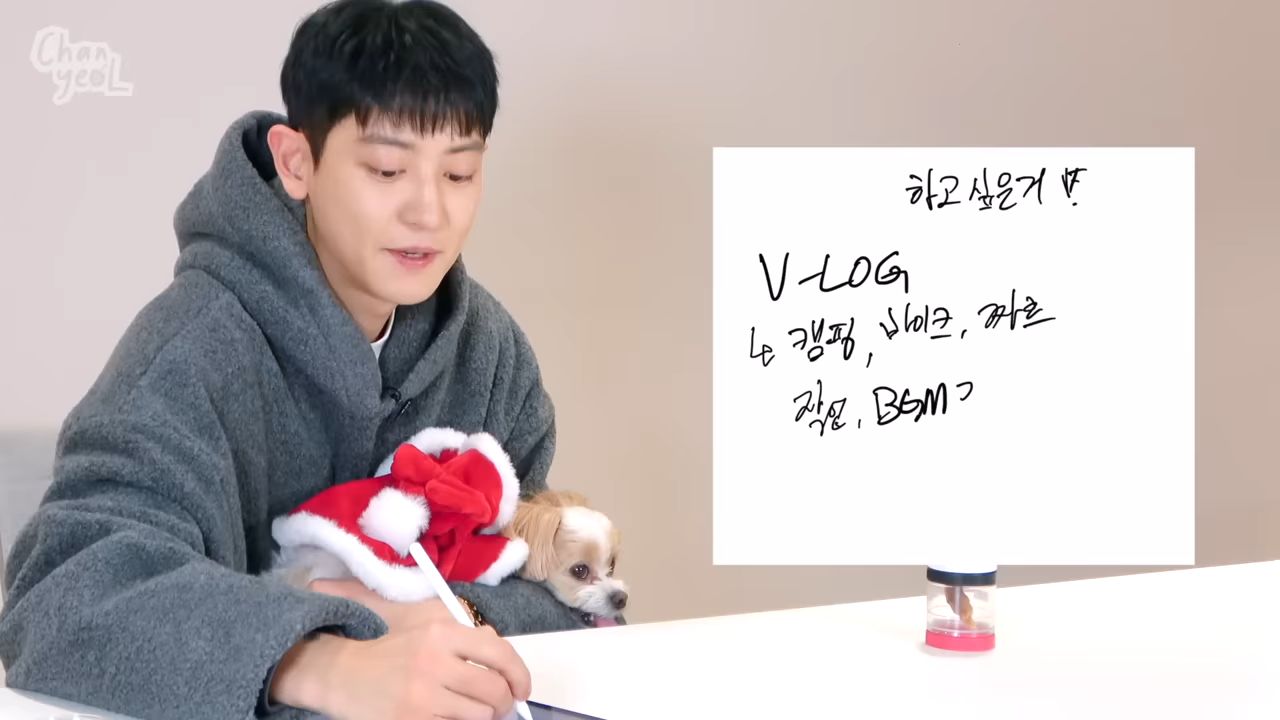 Chan
yeoL
하고 싶은거
V-LOG
↳ 캠핑, 바이크, 짜르
작업, BGM